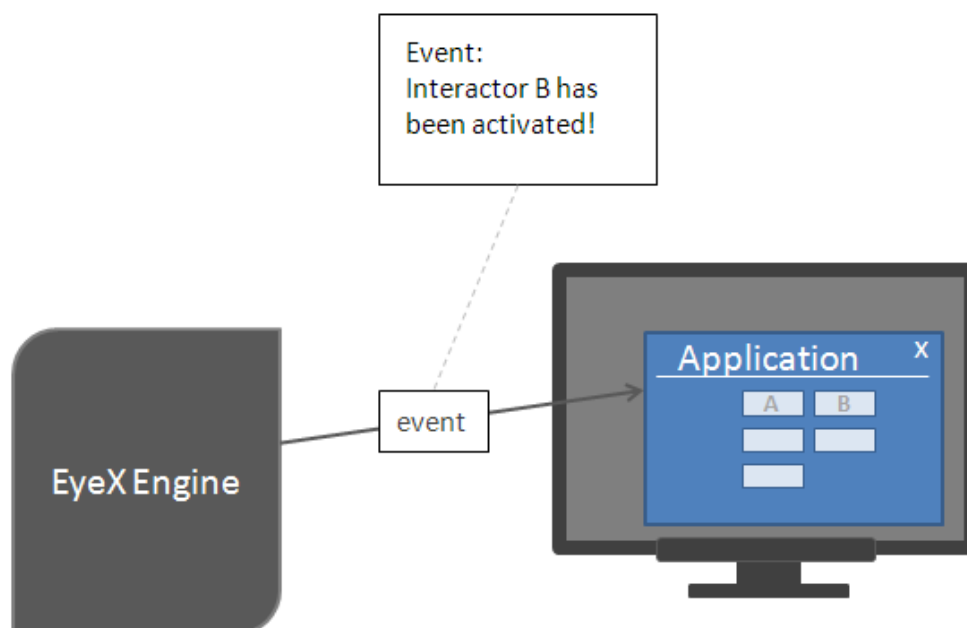 Event:
Interactor B has
been activated!
Application
X
A
B
event
EyeX Engine